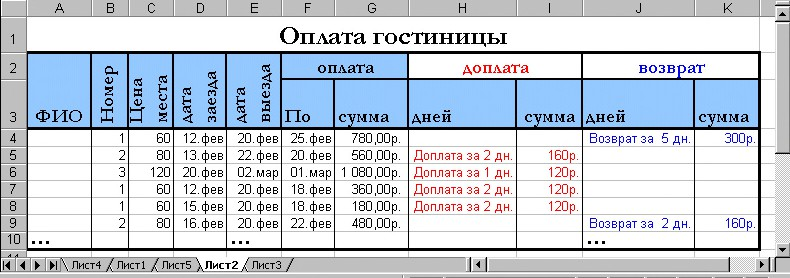 A B C D E F G H I J K
1 Оплата гостиницы
2 оплата доплата возврат
3 ФИО Номер Цена места дата заезда дата выезда По сумма дней сумма дней сумма
4 1 60 12.фев 20.фев 25.фев 780,00р. Возврат за 5 дн. 300р.
5 2 80 13.фев 22.фев 20.фев 560,00р. Доплата за 2 дн. 160р.
6 3 120 20.фев 02.мар 01.мар 1 080,00р. Доплата за 1 дн. 120р.
7 1 60 12.фев 20.фев 18.фев 360,00р. Доплата за 2 дн. 120р.
8 1 60 15.фев 20.фев 18.фев 180,00р. Доплата за 2 дн. 120р.
9 2 80 16.фев 20.фев 22.фев 480,00р. Возврат за 2 дн. 160р.
10 ... ... ...
11
Лист4 Лист1 Лист5 Лист2 Лист3